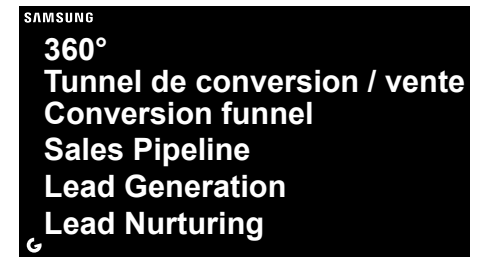 SAMSUNG
360°
Tunnel de conversion / vente
Conversion funnel
Sales Pipeline
Lead Generation
Lead Nurturing
G